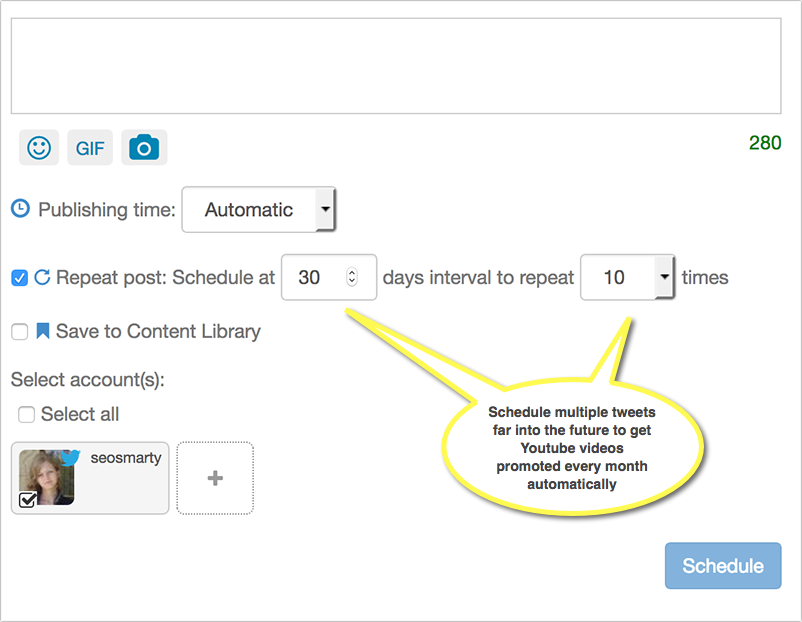 GIF
280
Publishing time: Automatic
Repeat post: Schedule at 30 days interval to repeat 10 times
Save to Content Library
Select account(s):
Select all
seosmarty
+
Schedule multiple tweets
far into the future to get
Youtube videos
promoted every month
automatically
Schedule